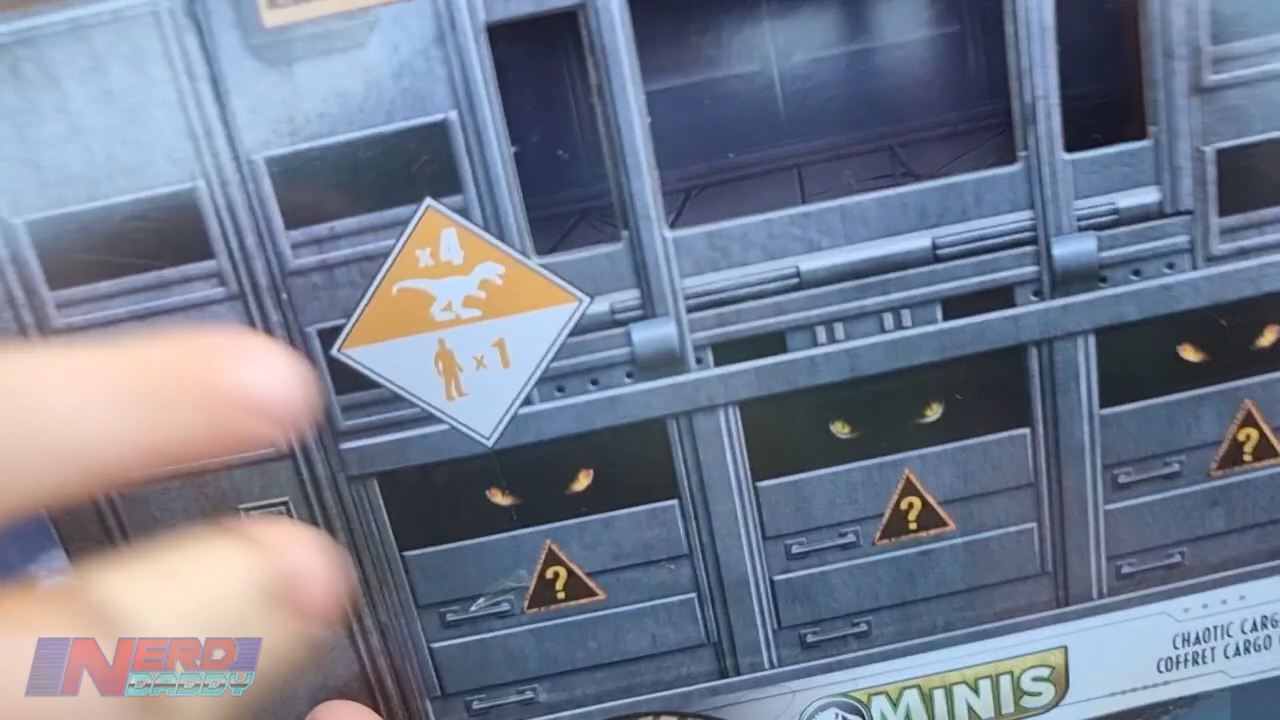 x4
x1
?
?
?
MINIS
CHAOTIC CARG
COFFRET CARGO
NERD
DADDY